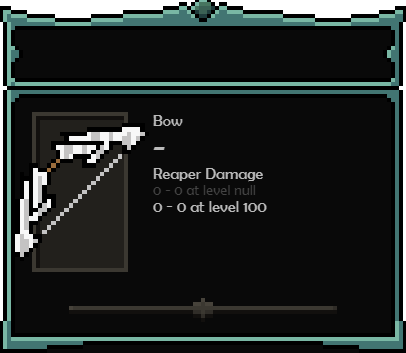 Bow
–
Reaper Damage
0 - 0 at level null
0 - 0 at level 100